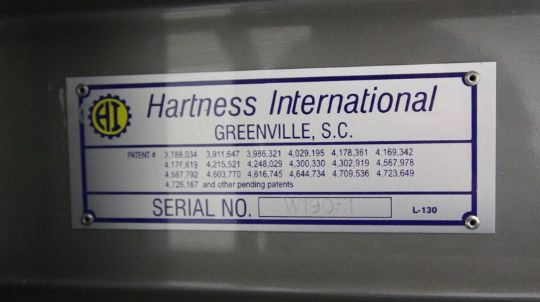 HI
Hartness International
GREENVILLE, S.C.
PATENT # 3,788,034 3,911,647 3,986,321 4,029,195 4,178,361 4,169,342
4,177,619 4,215,521 4,248,029 4,300,330 4,302,919 4,567,978
4,587,792 4,603,770 4,616,745 4,644,734 4,709,536 4,723,649
4,726,167 and other pending patents
SERIAL NO. W19051 L-130